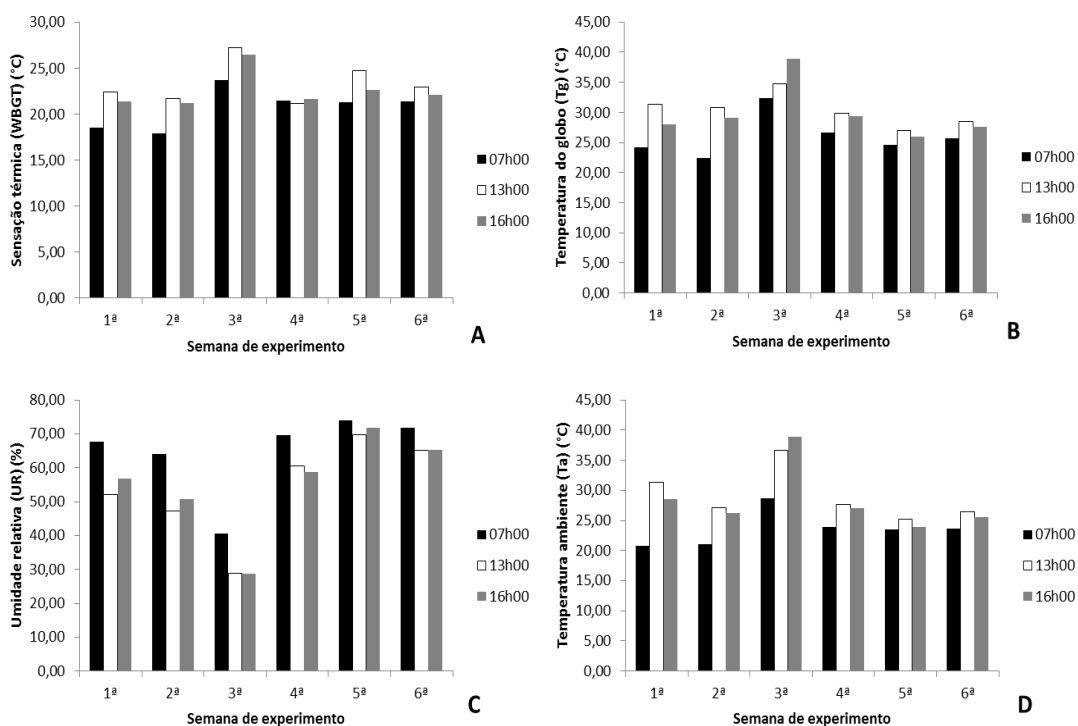 Sensação térmica (WBGT) (°C)
30,00
25,00
20,00
15,00
10,00
5,00
0,00
1ª 2ª 3ª 4ª 5ª 6ª
Semana de experimento
07h00
13h00
16h00
A
Temperatura do globo (Tg) (°C)
45,00
40,00
35,00
30,00
25,00
20,00
15,00
10,00
5,00
0,00
1ª 2ª 3ª 4ª 5ª 6ª
Semana de experimento
07h00
13h00
16h00
B
Umidade relativa (UR) (%)
80,00
70,00
60,00
50,00
40,00
30,00
20,00
10,00
0,00
1ª 2ª 3ª 4ª 5ª 6ª
Semana de experimento
07h00
13h00
16h00
C
Temperatura ambiente (Ta) (°C)
45,00
40,00
35,00
30,00
25,00
20,00
15,00
10,00
5,00
0,00
1ª 2ª 3ª 4ª 5ª 6ª
Semana de experimento
07h00
13h00
16h00
D